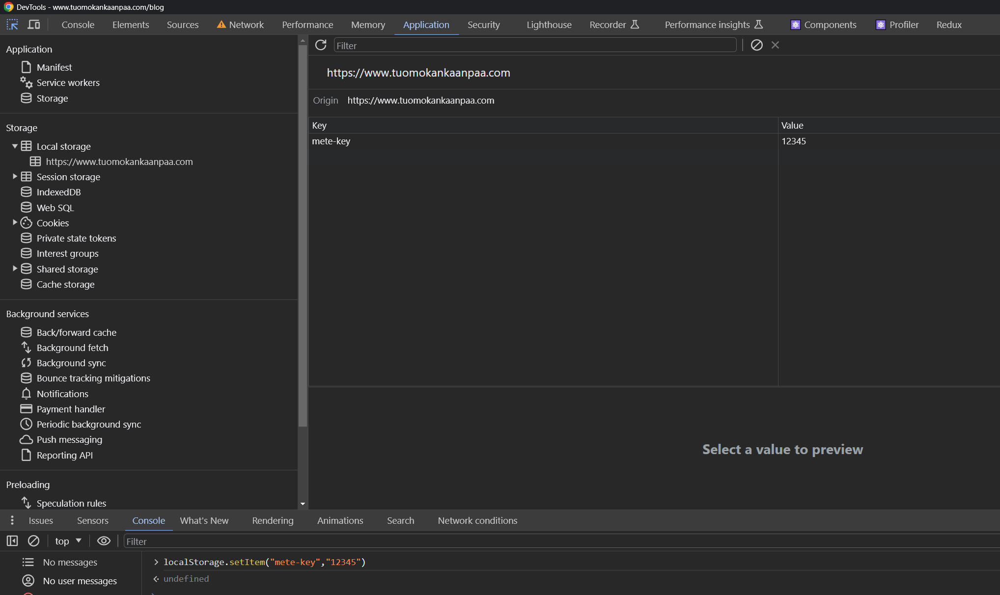 DevTools - www.tuomokankaanpaa.com/blog
Console Elements Sources Network Performance Memory Application Security Lighthouse Recorder Performance insights Components Profiler Redux
Application
Manifest
Service workers
Storage
Storage
Local storage
https://www.tuomokankaanpaa.com
Session storage
IndexedDB
Web SQL
Cookies
Private state tokens
Interest groups
Shared storage
Cache storage
Background services
Back/forward cache
Background fetch
Background sync
Bounce tracking mitigations
Notifications
Payment handler
Periodic background sync
Push messaging
Reporting API
Preloading
Speculation rules
Filter
https://www.tuomokankaanpaa.com
Origin https://www.tuomokankaanpaa.com
Key Value
mete-key 12345
Select a value to preview
Issues Sensors Console What's New Rendering Animations Search Network conditions
top Filter
No messages
No user messages
> localStorage.setItem("mete-key","12345")
undefined